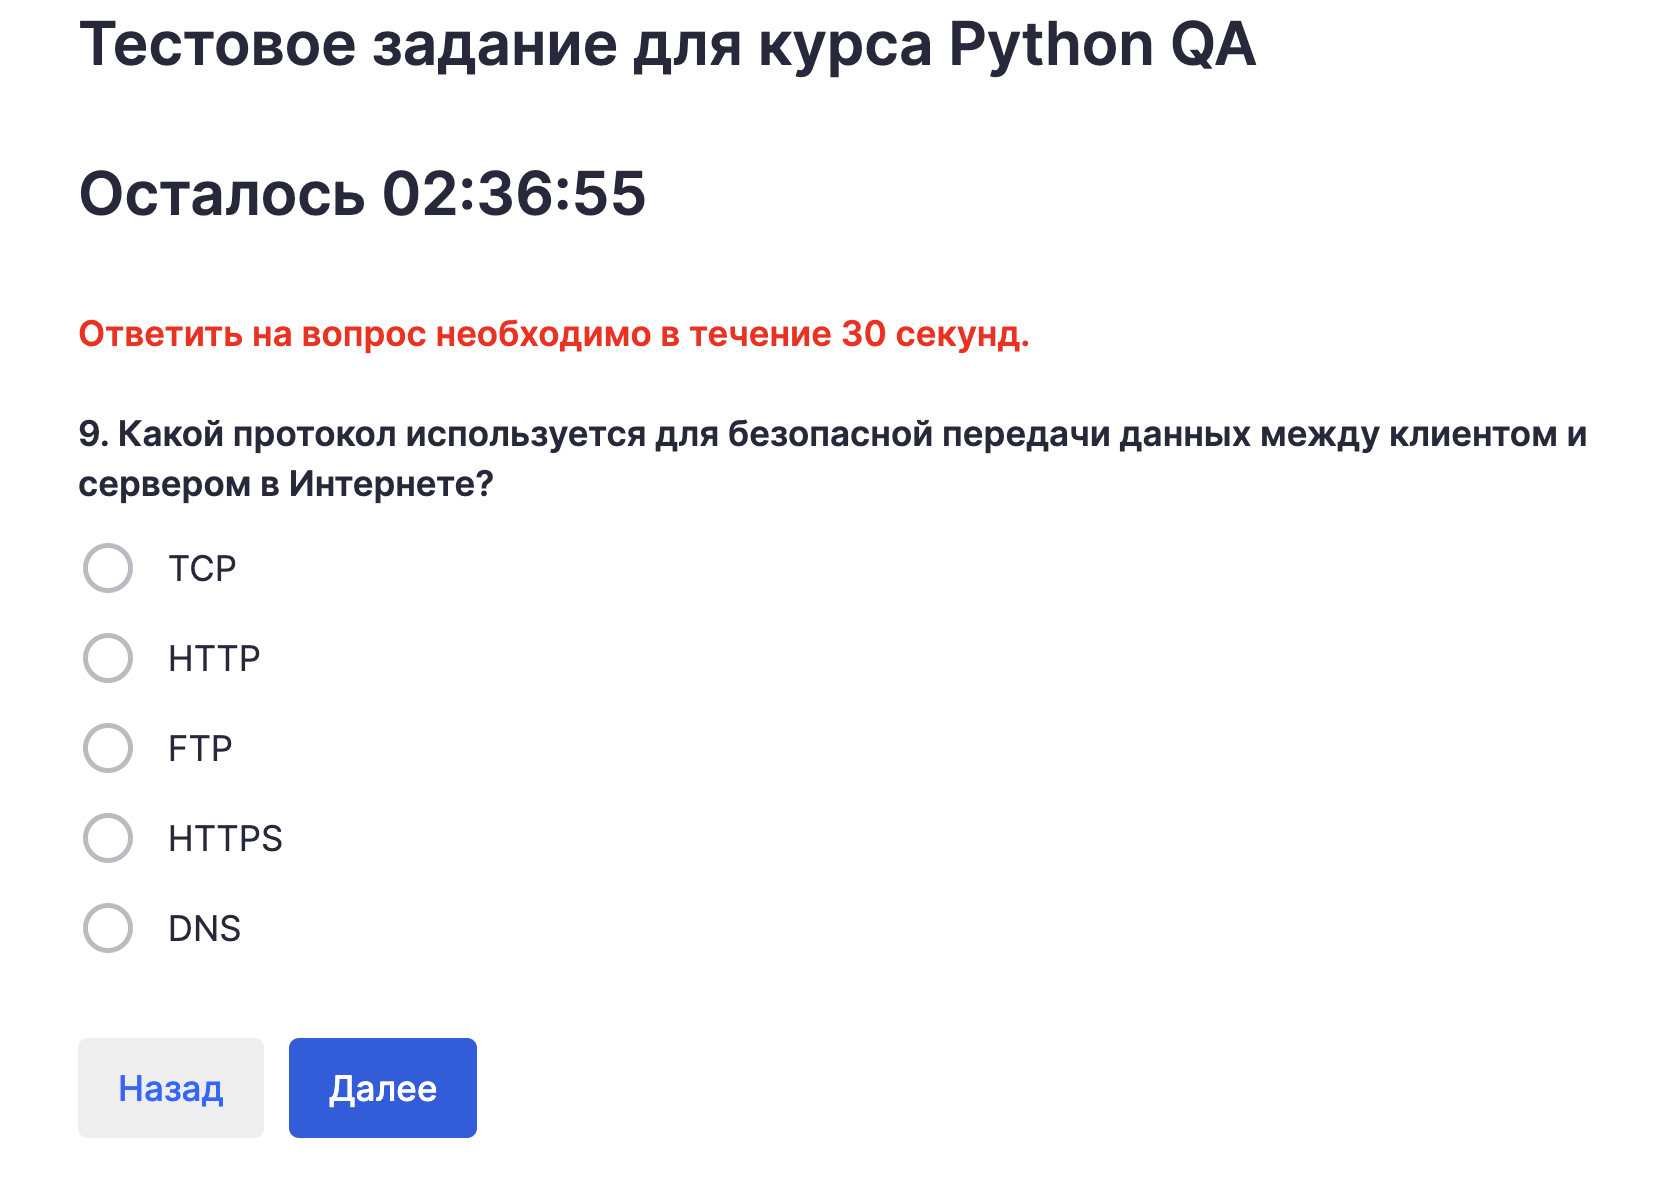 Тестовое задание для курса Python QA
Осталось 02:36:55
Ответить на вопрос необходимо в течение 30 секунд.
9. Какой протокол используется для безопасной передачи данных между клиентом и
сервером в Интернете?
TCP
HTTP
FTP
HTTPS
DNS
Назад Далее